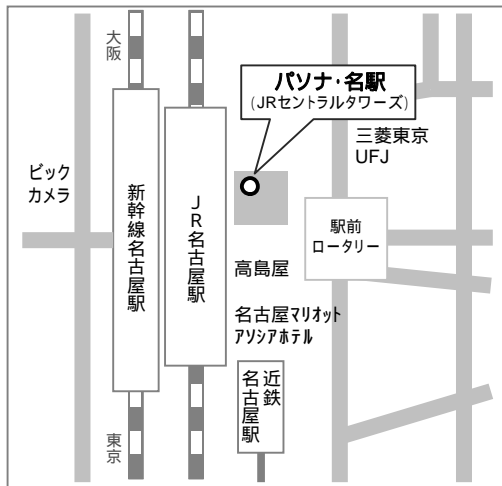 大阪
パソナ・名駅
(JRセントラルタワーズ)
三菱東京
UFJ
ビック
カメラ
新幹線名古屋駅
JR名古屋駅
駅前
ロータリー
高島屋
名古屋マリオット
アソシアホテル
近鉄
名古屋駅
東京